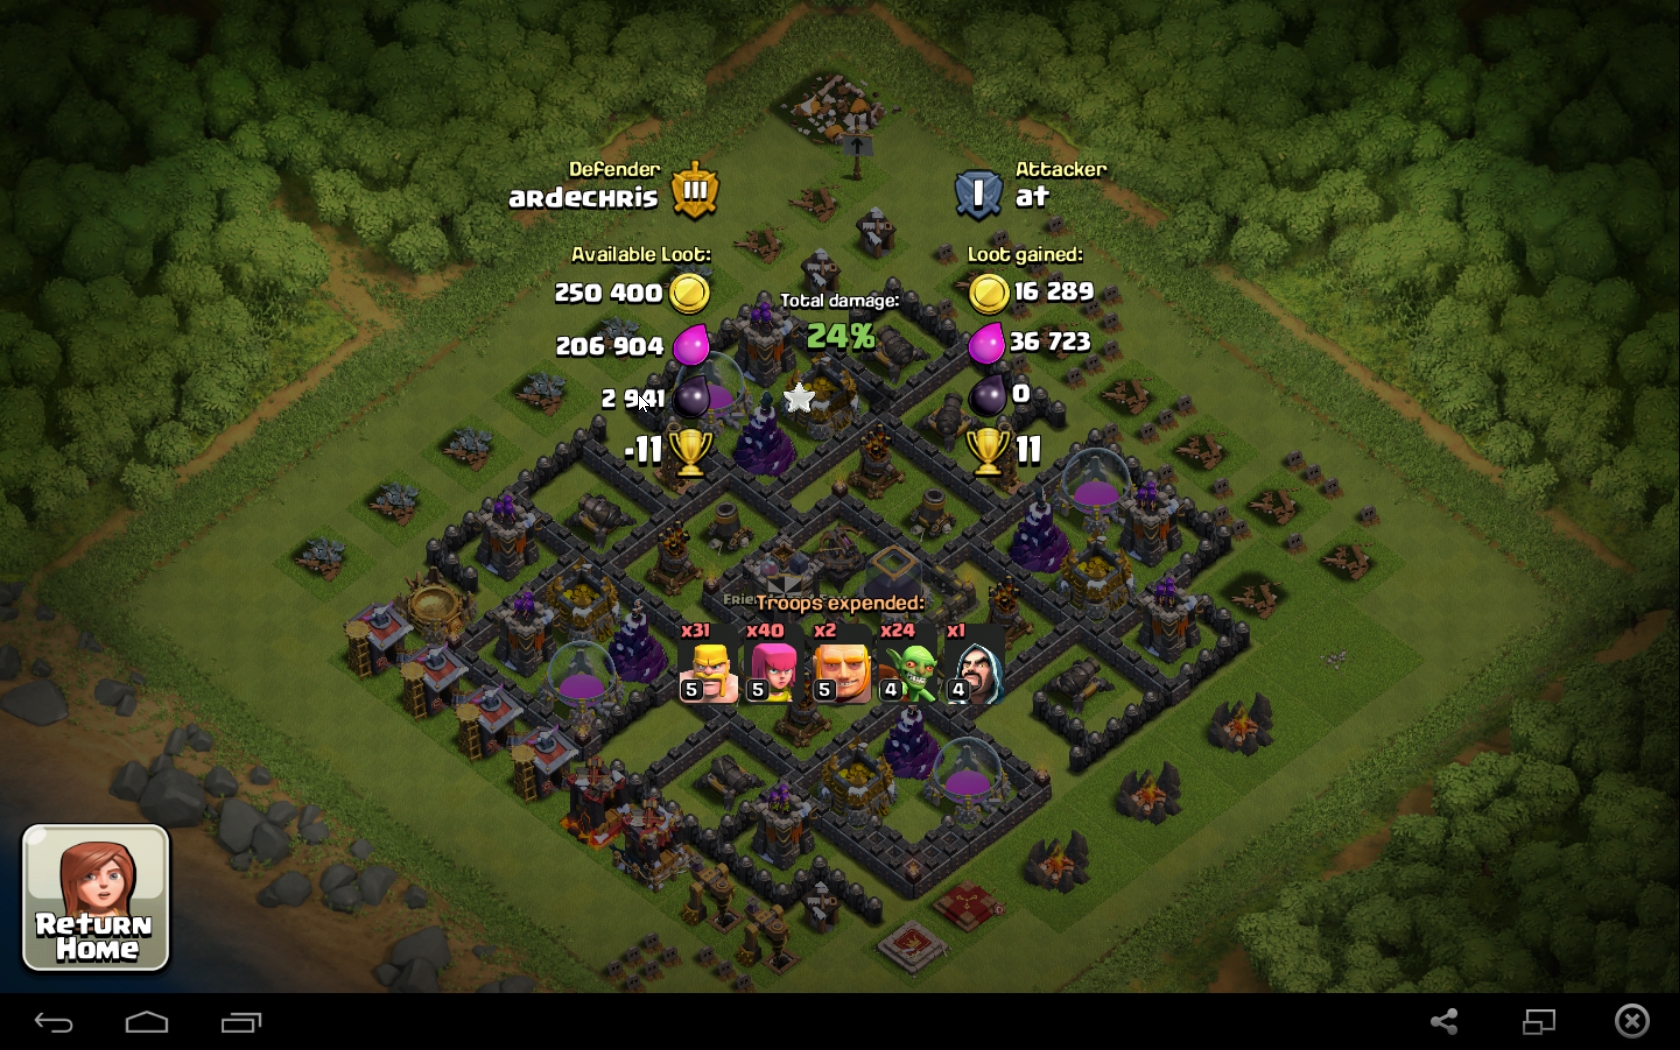 Defender
ardechris
III
Attacker
at
I
Available Loot:
250 400
206 904
2 941
-11
Total damage:
24%
Loot gained:
16 289
36 723
0
11
Troops expended:
x31 x40 x2 x24 x1
5 5 5 4 4
Return
Home